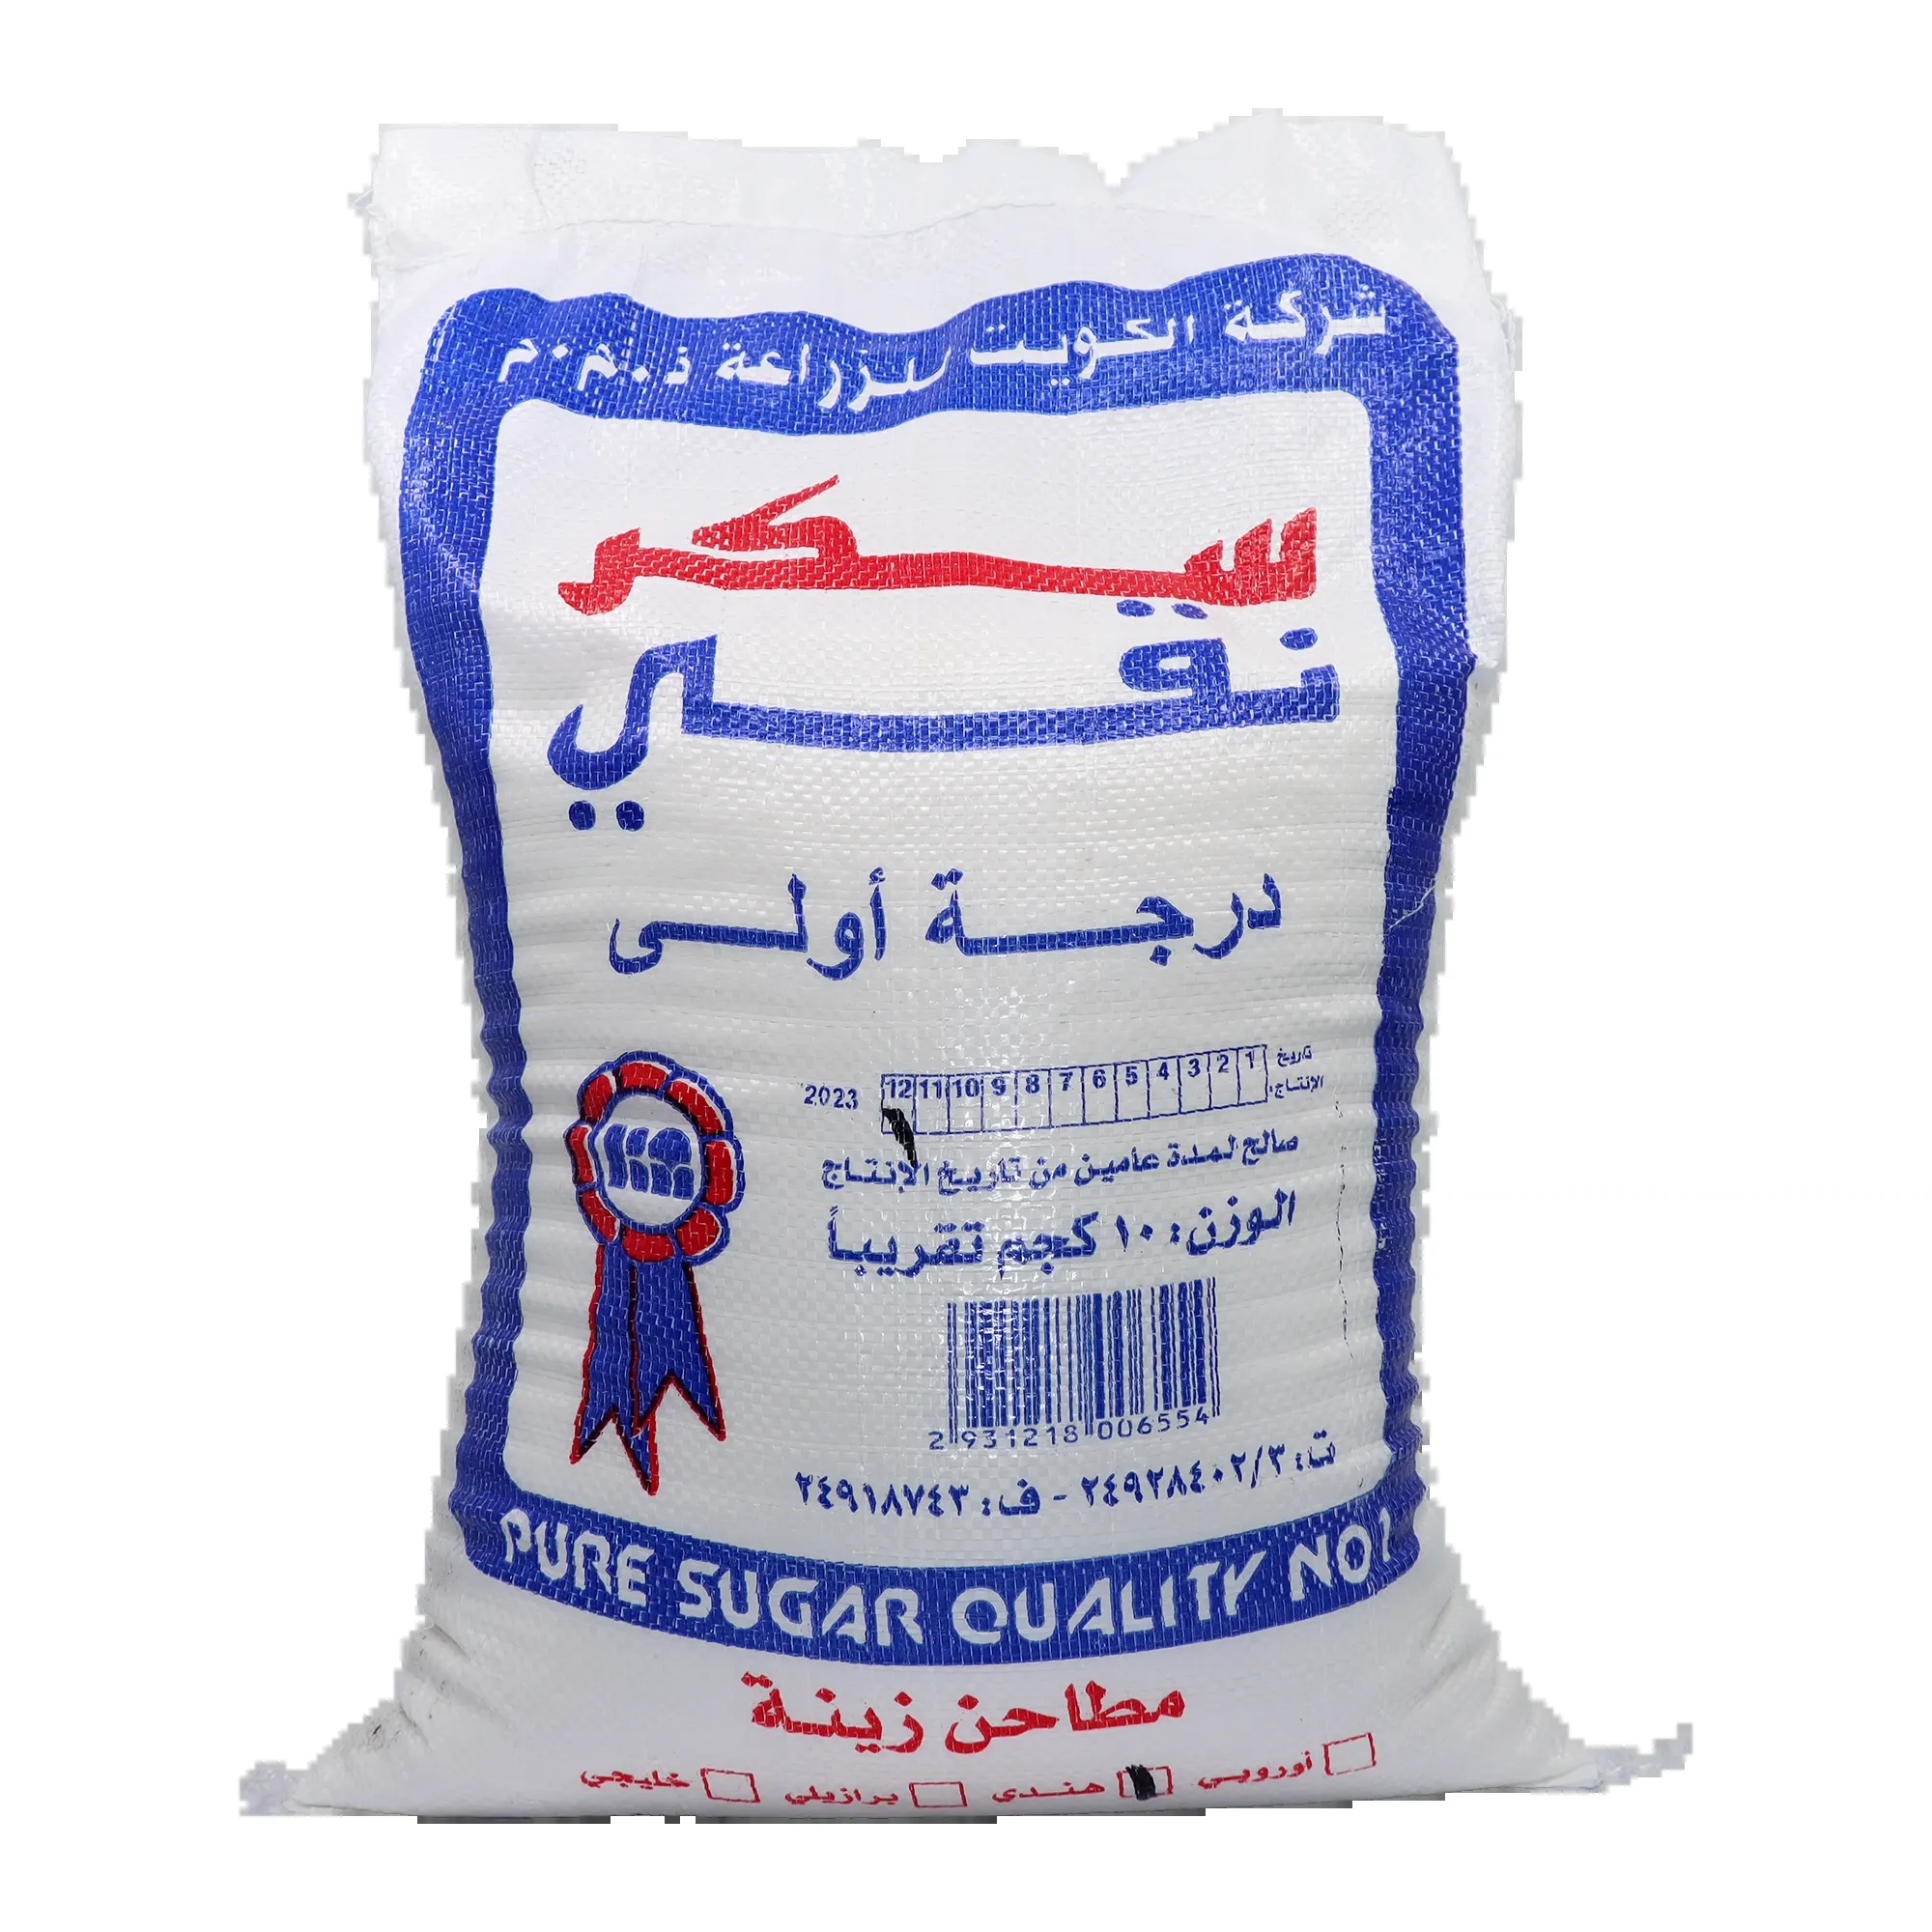 شركة الكويت للزراعة ذ.م.م
سكر
نقي
درجة أولى
تاريخ الإنتاج: 1 2 3 4 5 6 7 8 9 10 11 12 2023
صالح لمدة عامين من تاريخ الإنتاج
الوزن: ١٠ كجم تقريباً
2 931218 006554
ت: ٢٤٩٢٨٤٠٢/٣ - ف: ٢٤٩١٨٧٤٣
PURE SUGAR QUALITY NO1
مطاحن زينة
أوروبي هندي برازيلي خليجي